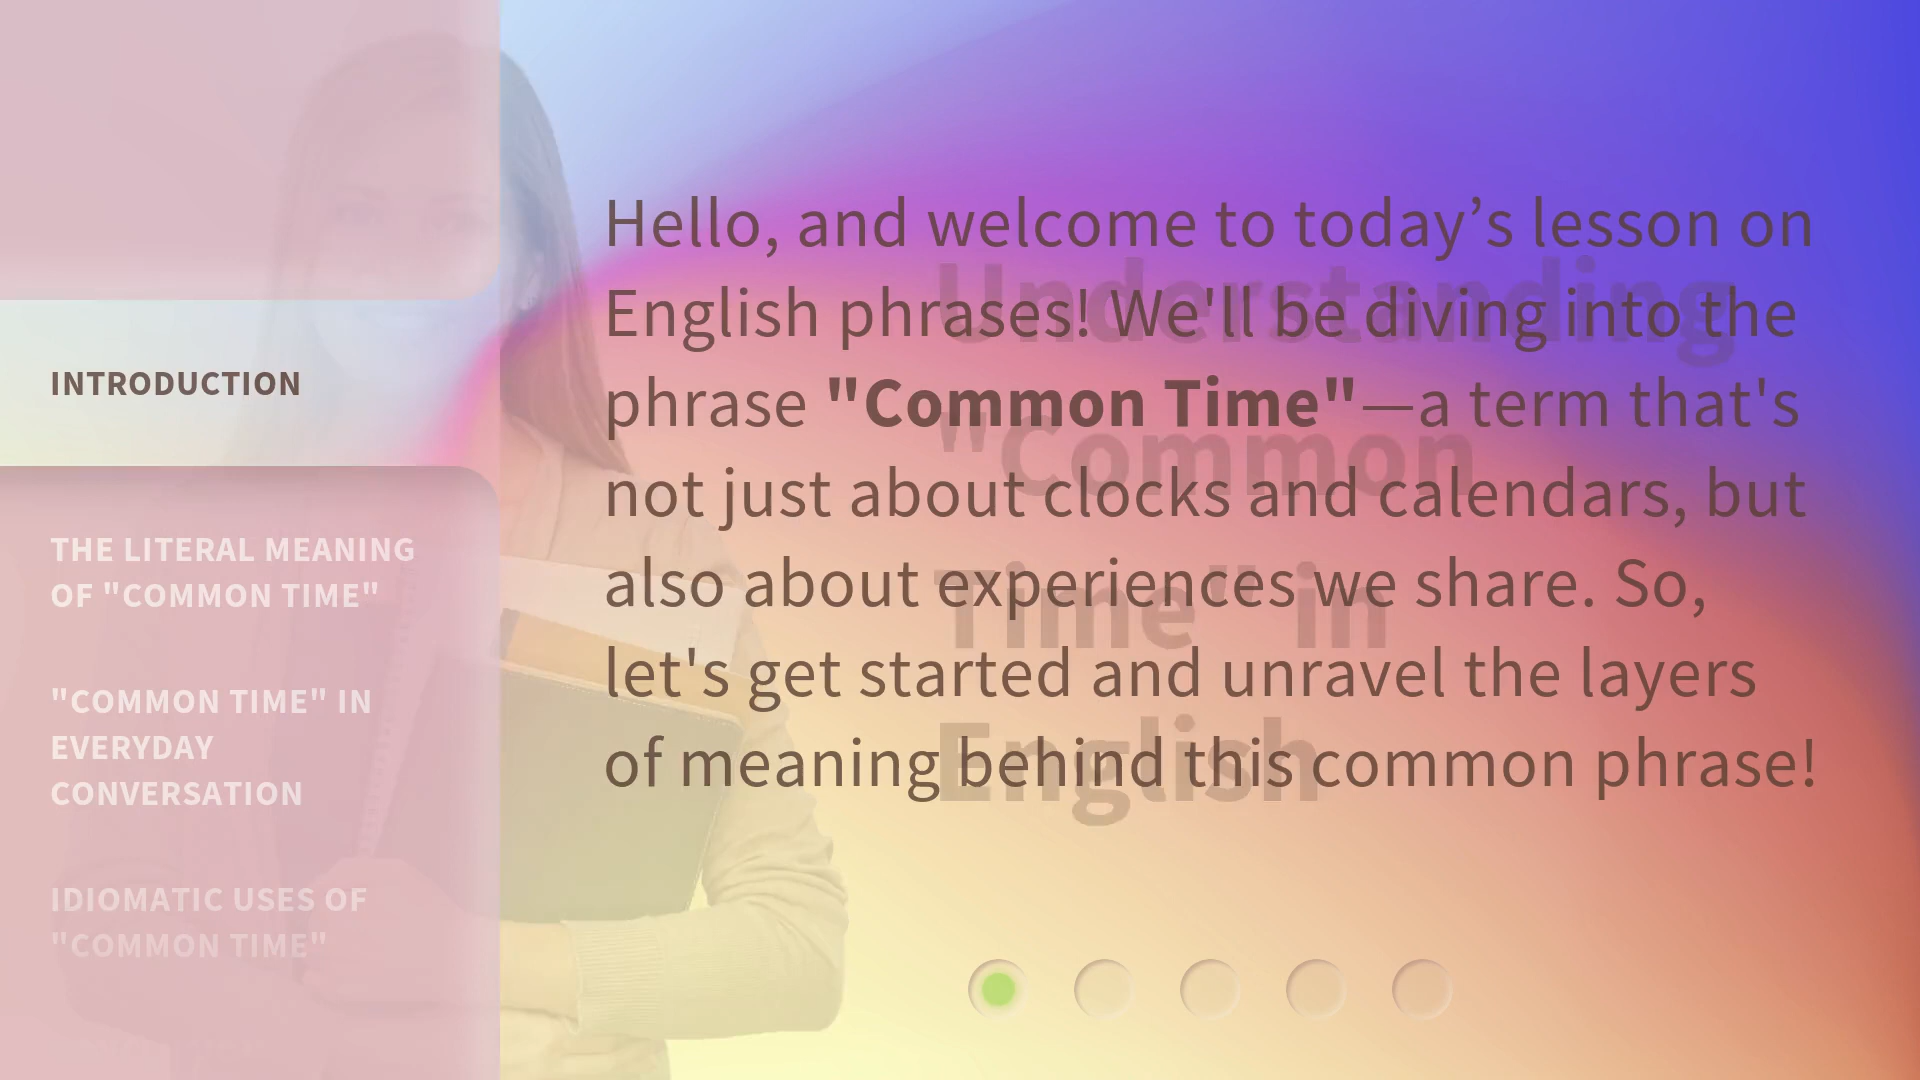 INTRODUCTION
THE LITERAL MEANING
OF "COMMON TIME"
"COMMON TIME" IN
EVERYDAY
CONVERSATION
IDIOMATIC USES OF
"COMMON TIME"
Hello, and welcome to today’s lesson on
English phrases! We'll be diving into the
phrase "Common Time"—a term that's
not just about clocks and calendars, but
also about experiences we share. So,
let's get started and unravel the layers
of meaning behind this common phrase!
Understanding
"Common
Time" in
English